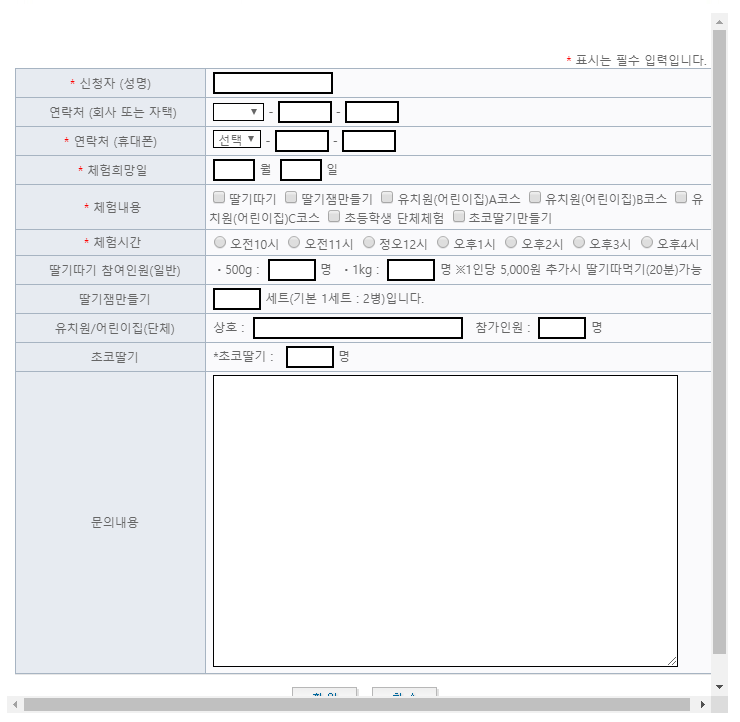 * 표시는 필수 입력입니다.
* 신청자 (성명)
연락처 (회사 또는 자택) - -
* 연락처 (휴대폰) 선택 - -
* 체험희망일 월 일
* 체험내용 딸기따기 딸기잼만들기 유치원(어린이집)A코스 유치원(어린이집)B코스 유
치원(어린이집)C코스 초등학생 단체체험 초코딸기만들기
* 체험시간 오전10시 오전11시 정오12시 오후1시 오후2시 오후3시 오후4시
딸기따기 참여인원(일반) ・500g : 명 ・1kg : 명 ※1인당 5,000원 추가시 딸기따먹기(20분)가능
딸기잼만들기 세트(기본 1세트 : 2병)입니다.
유치원/어린이집(단체) 상호 : 참가인원 : 명
초코딸기 *초코딸기 : 명
문의내용